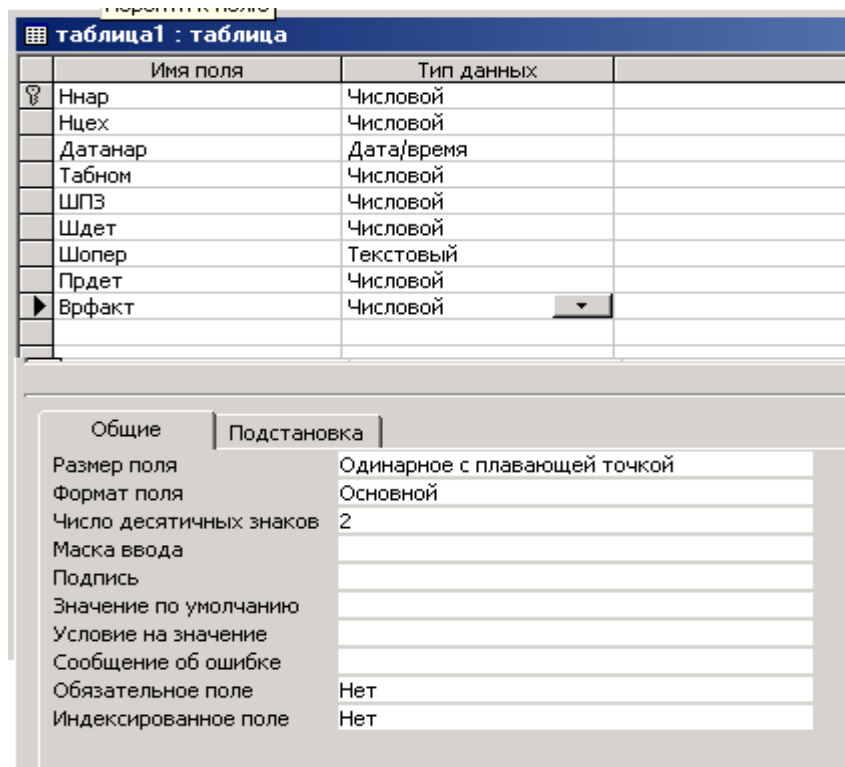 таблица1 : таблица
Имя поля Тип данных
Ннар Числовой
Нцех Числовой
Датанар Дата/время
Табном Числовой
ШПЗ Числовой
Шдет Числовой
Шопер Текстовый
Прдет Числовой
Врфакт Числовой
Общие Подстановка
Размер поля Одинарное с плавающей точкой
Формат поля Основной
Число десятичных знаков 2
Маска ввода
Подпись
Значение по умолчанию
Условие на значение
Сообщение об ошибке
Обязательное поле Нет
Индексированное поле Нет